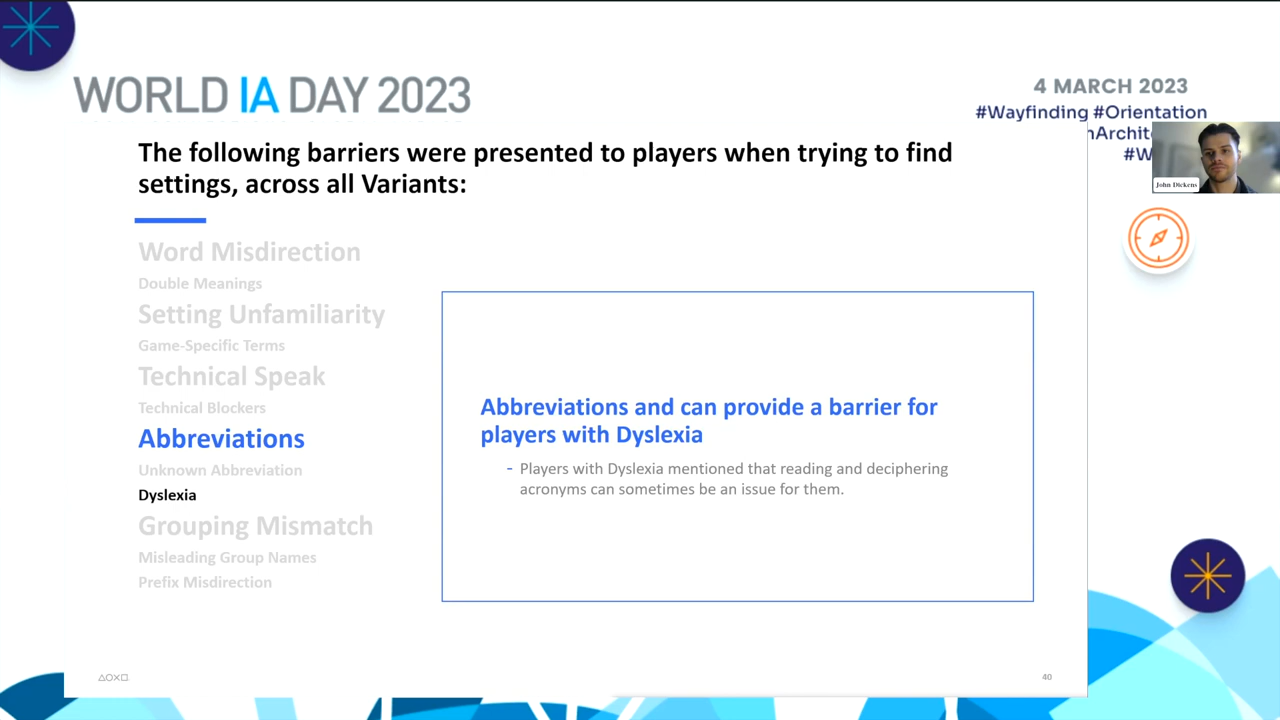 WORLD IA DAY 2023
4 MARCH 2023
#Wayfinding #Orientation
#W
John Dickens
The following barriers were presented to players when trying to find
settings, across all Variants:
Word Misdirection
Double Meanings
Setting Unfamiliarity
Game-Specific Terms
Technical Speak
Technical Blockers
Abbreviations
Unknown Abbreviation
Dyslexia
Grouping Mismatch
Misleading Group Names
Prefix Misdirection
Abbreviations and can provide a barrier for
players with Dyslexia
- Players with Dyslexia mentioned that reading and deciphering
acronyms can sometimes be an issue for them.
40